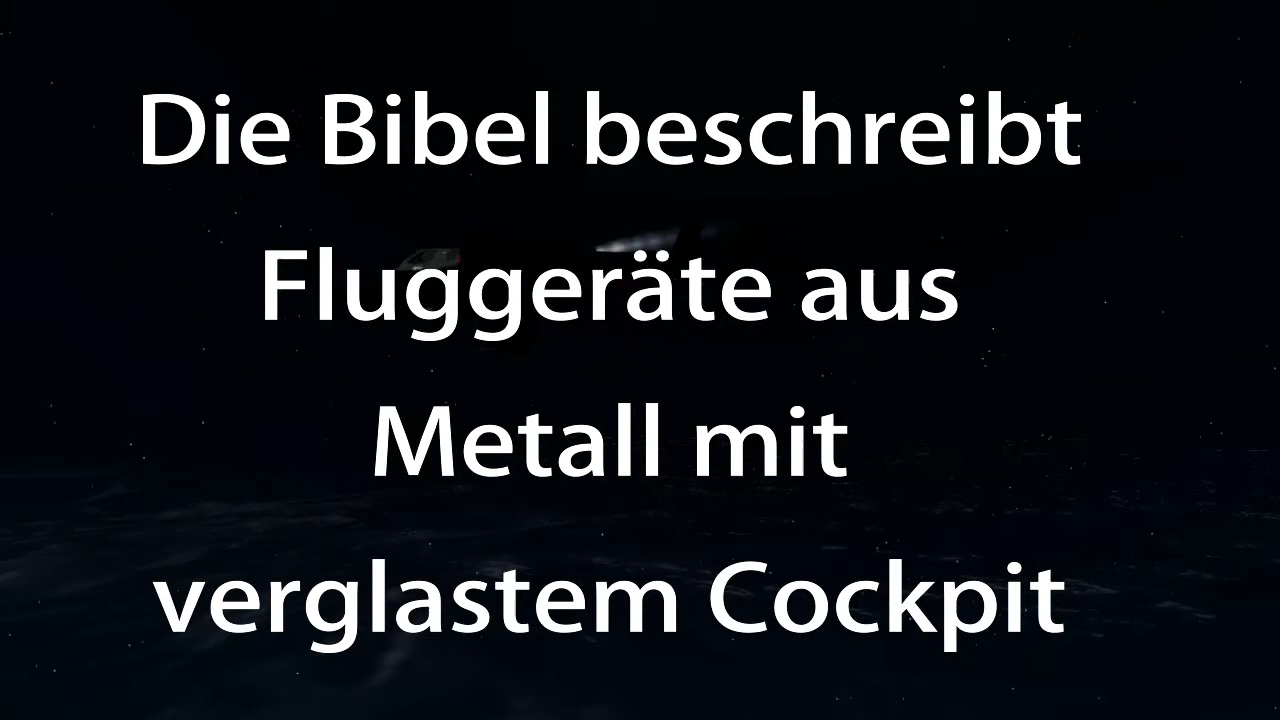 Die Bibel beschreibt
Fluggeräte aus
Metall mit
verglastem Cockpit